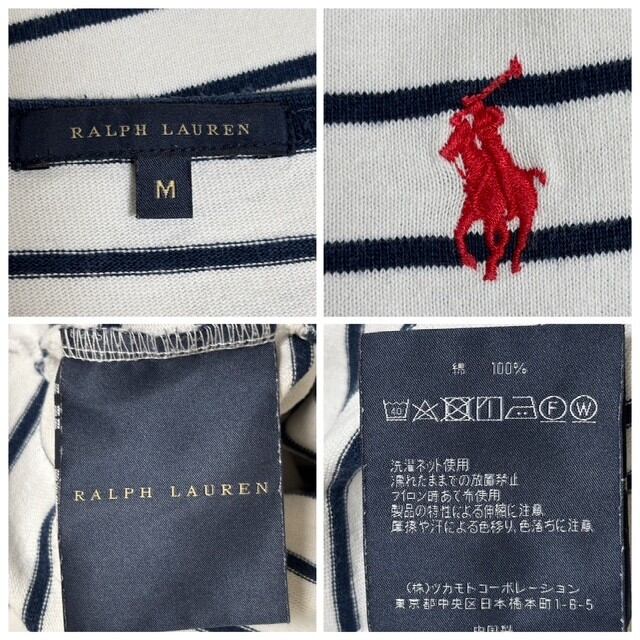 RALPH LAUREN
M
RALPH LAUREN
綿 100%
40 F W
洗濯ネット使用
濡れたままでの放置禁止
アイロン時あて布使用
製品の特性による伸縮に注意
摩擦や汗による色移り、色落ちに注意
(株)ツカモトコーポレーション
東京都中央区日本橋本町1-6-5
中国製